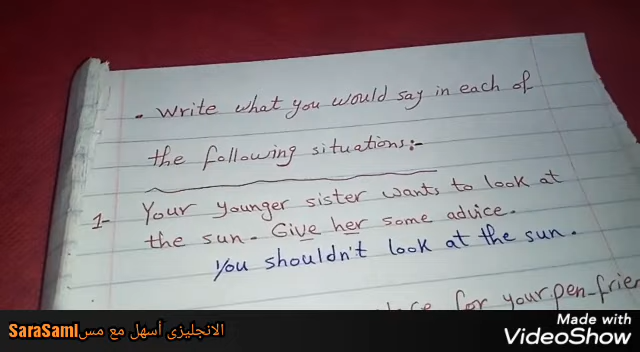 . Write what you would say in each of
the following situations:-
1- Your younger sister wants to look at
the sun. Give her some advice.
You shouldn't look at the sun.
for your pen-frien
الانجليزى أسهل مع مس SaraSaml
Made with
VideoShow